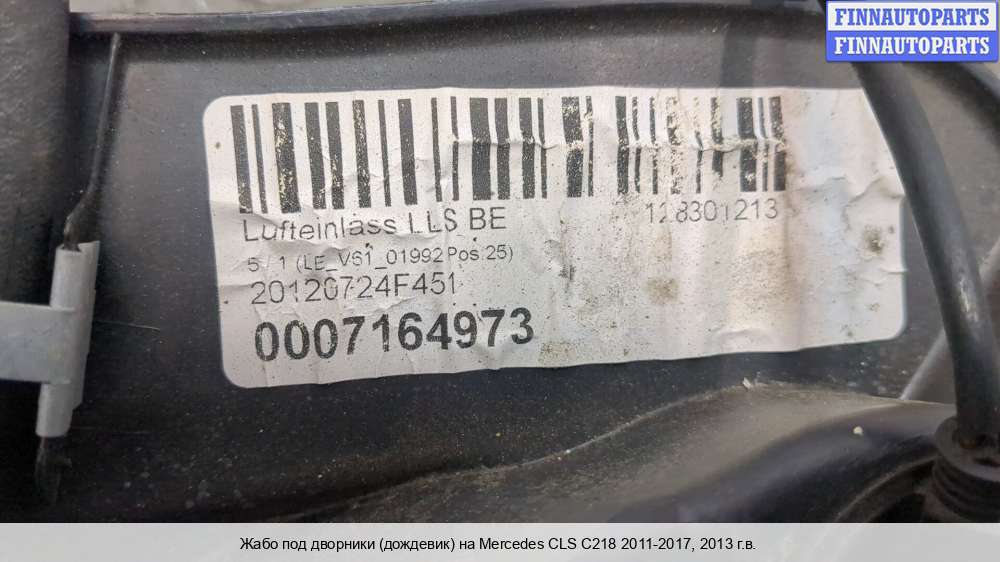 FINNAUTOPARTS
FINNAUTOPARTS
Lufteinlass LLS BE
128301213
5 / 1 (LE_V61_01992 Pos:25)
20120724F451
0007164973
Жабо под дворники (дождевик) на Mercedes CLS C218 2011-2017, 2013 г.в.